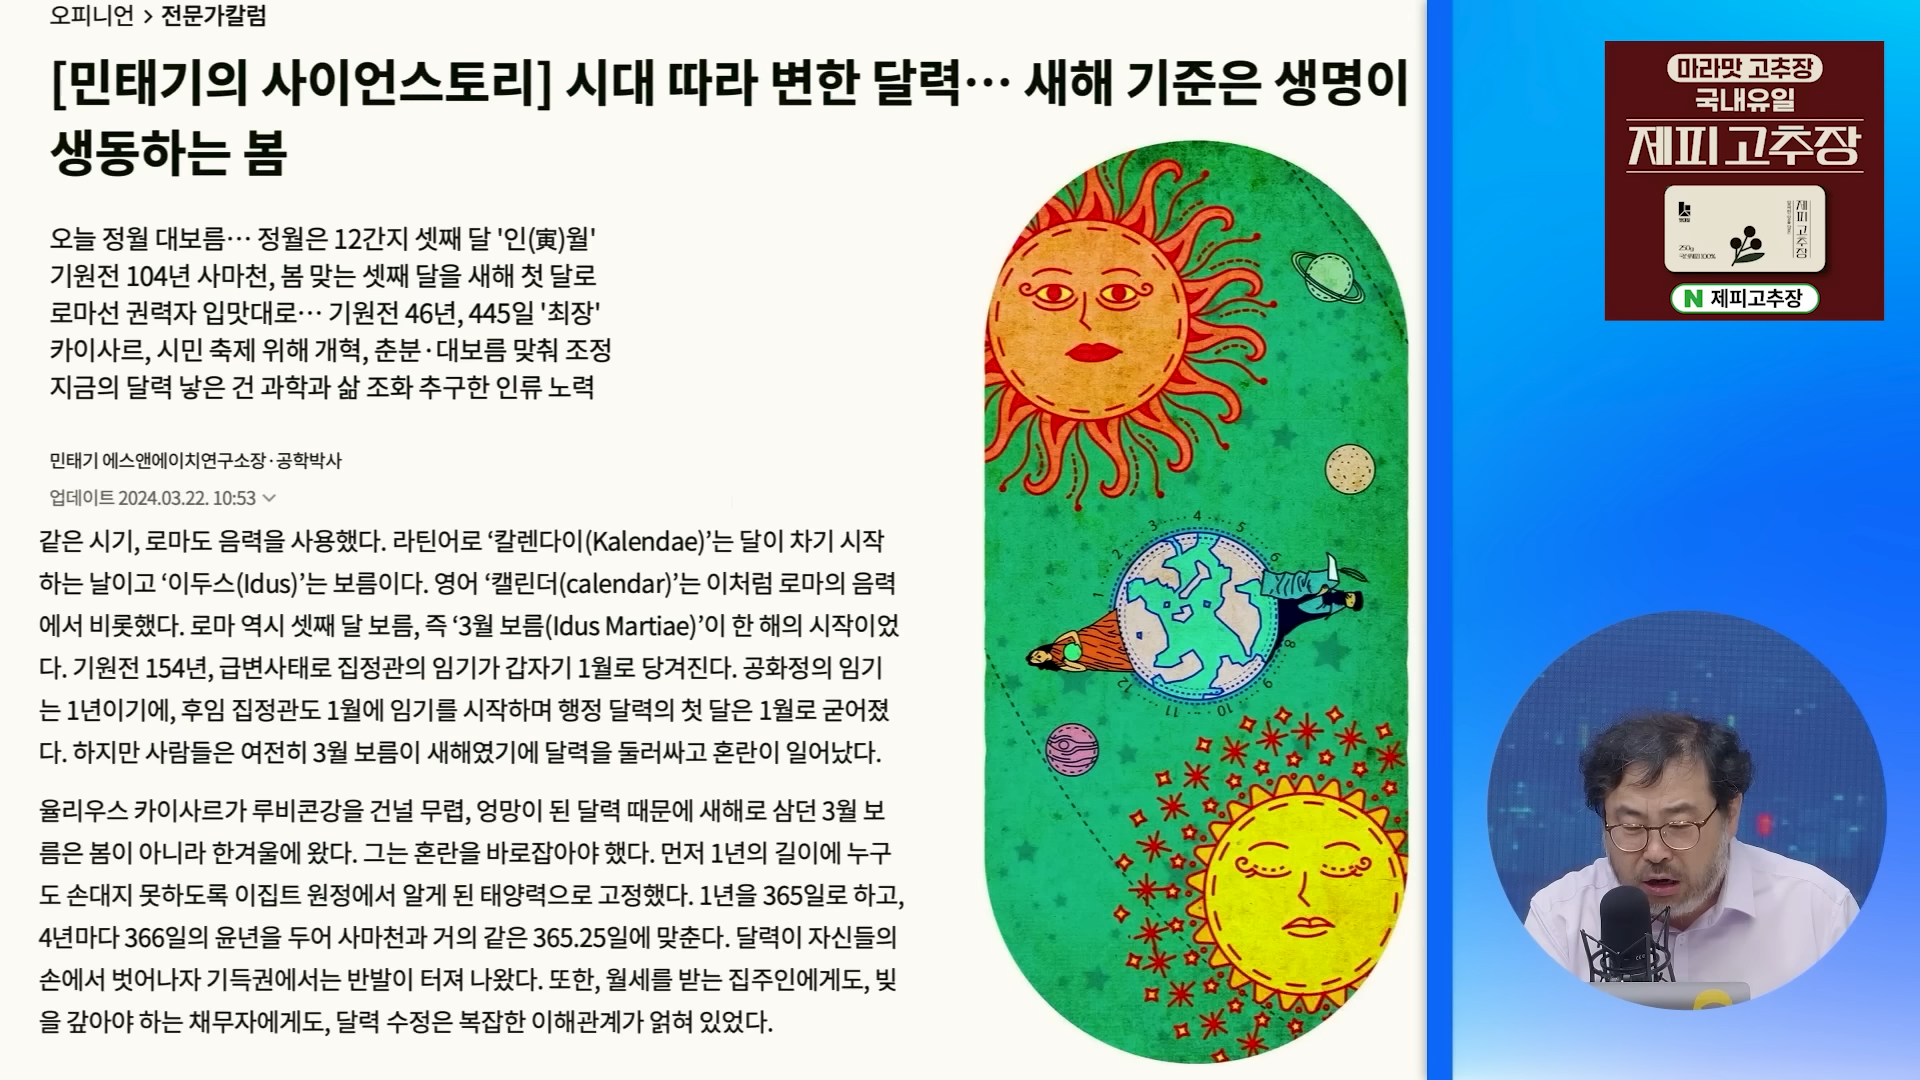 오피니언 > 전문가칼럼
[민태기의 사이언스토리] 시대 따라 변한 달력… 새해 기준은 생명이
생동하는 봄
오늘 정월 대보름… 정월은 12간지 셋째 달 '인(寅)월'
기원전 104년 사마천, 봄 맞는 셋째 달을 새해 첫 달로
로마선 권력자 입맛대로… 기원전 46년, 445일 '최장'
카이사르, 시민 축제 위해 개혁, 춘분·대보름 맞춰 조정
지금의 달력 낳은 건 과학과 삶 조화 추구한 인류 노력
민태기 에스앤에이치연구소장·공학박사
업데이트 2024.03.22. 10:53
같은 시기, 로마도 음력을 사용했다. 라틴어로 ‘칼렌다이(Kalendae)’는 달이 차기 시작
하는 날이고 ‘이두스(Idus)’는 보름이다. 영어 ‘캘린더(calendar)’는 이처럼 로마의 음력
에서 비롯했다. 로마 역시 셋째 달 보름, 즉 ‘3월 보름(Idus Martiae)’이 한 해의 시작이었
다. 기원전 154년, 급변사태로 집정관의 임기가 갑자기 1월로 당겨진다. 공화정의 임기
는 1년이기에, 후임 집정관도 1월에 임기를 시작하며 행정 달력의 첫 달은 1월로 굳어졌
다. 하지만 사람들은 여전히 3월 보름이 새해였기에 달력을 둘러싸고 혼란이 일어났다.
율리우스 카이사르가 루비콘강을 건널 무렵, 엉망이 된 달력 때문에 새해로 삼던 3월 보
름은 봄이 아니라 한겨울에 왔다. 그는 혼란을 바로잡아야 했다. 먼저 1년의 길이에 누구
도 손대지 못하도록 이집트 원정에서 알게 된 태양력으로 고정했다. 1년을 365일로 하고,
4년마다 366일의 윤년을 두어 사마천과 거의 같은 365.25일에 맞춘다. 달력이 자신들의
손에서 벗어나자 기득권에서는 반발이 터져 나왔다. 또한, 월세를 받는 집주인에게도, 빚
을 갚아야 하는 채무자에게도, 달력 수정은 복잡한 이해관계가 얽혀 있었다.
1 2 3 4 5 6 8 9 10 11 12
마라맛 고추장
국내유일
제피고추장
제피고추장
250g
N 제피고추장